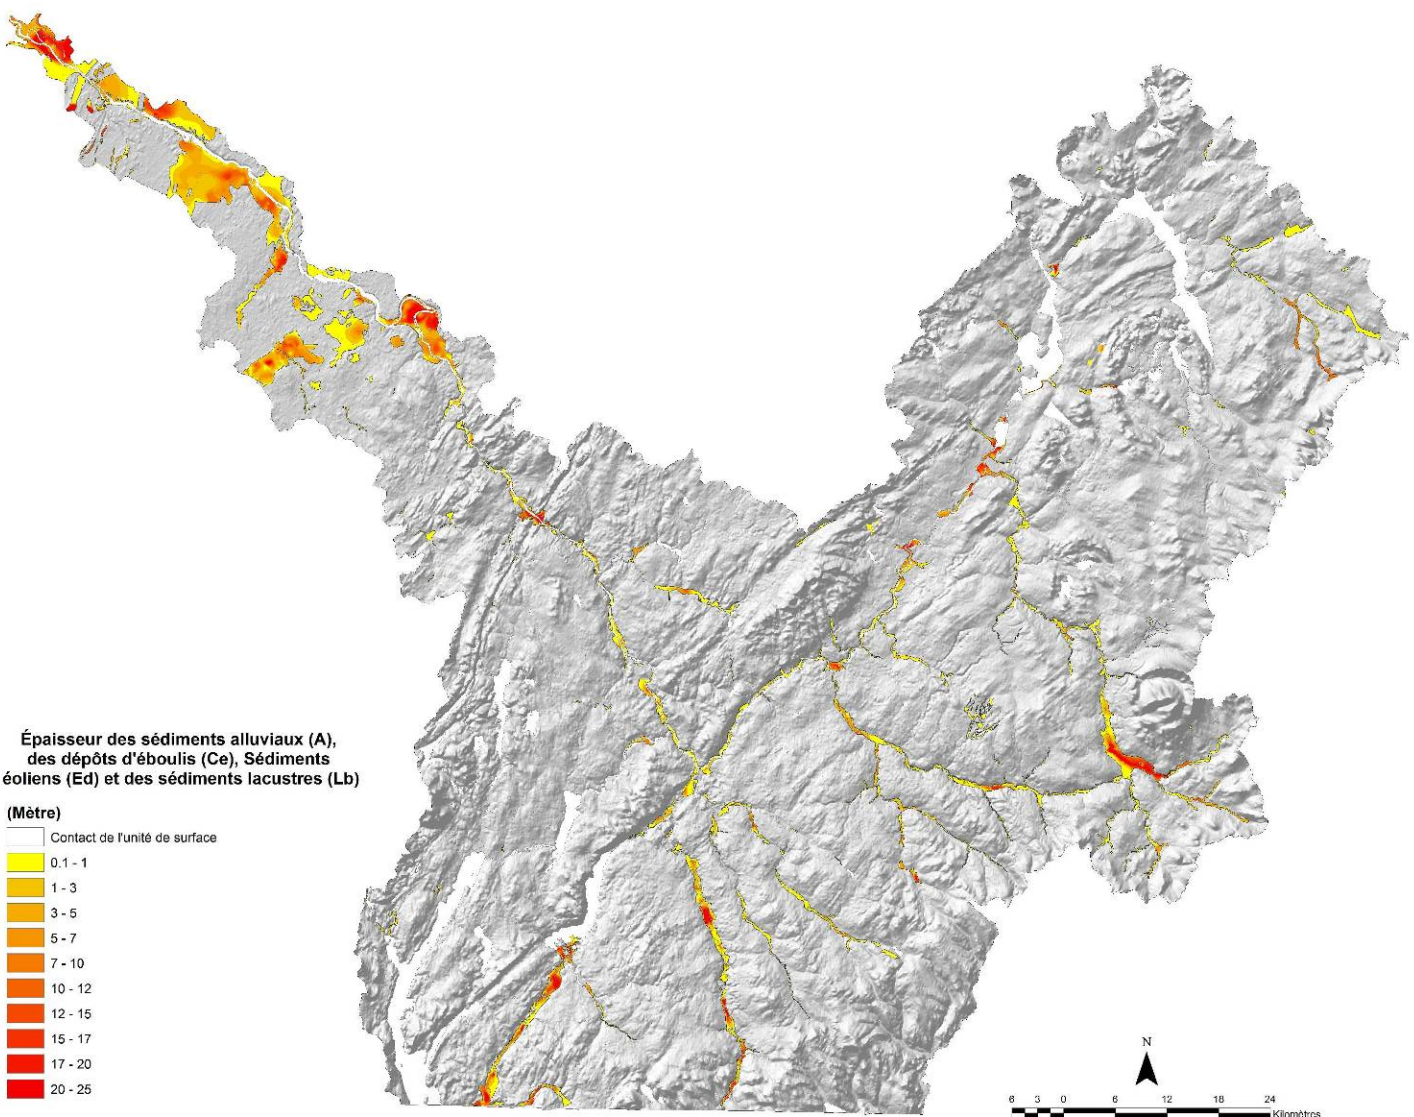 Épaisseur des sédiments alluviaux (A),
des dépôts d'éboulis (Ce), Sédiments
éoliens (Ed) et des sédiments lacustres (Lb)
(Mètre)
Contact de l'unité de surface
0.1 - 1
1 - 3
3 - 5
5 - 7
7 - 10
10 - 12
12 - 15
15 - 17
17 - 20
20 - 25
N
6 3 0 6 12 18 24
Kilomètres